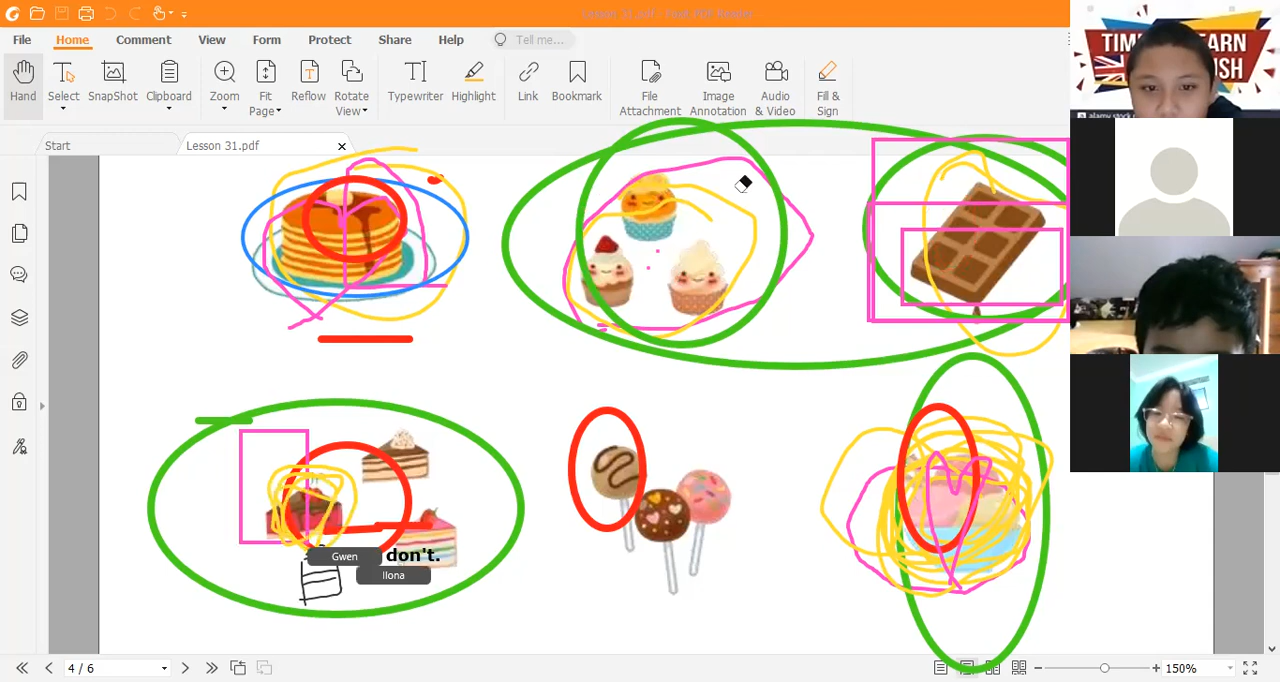 Lesson 31.pdf - Foxit PDF Reader
File Home Comment View Form Protect Share Help Tell me...
Hand Select SnapShot Clipboard Zoom Fit Page Reflow Rotate View Typewriter Highlight Link Bookmark File Attachment Image Annotation Audio & Video Fill & Sign
Start Lesson 31.pdf
don't.
Gwen
Ilona
4 / 6
150%
alamy stock